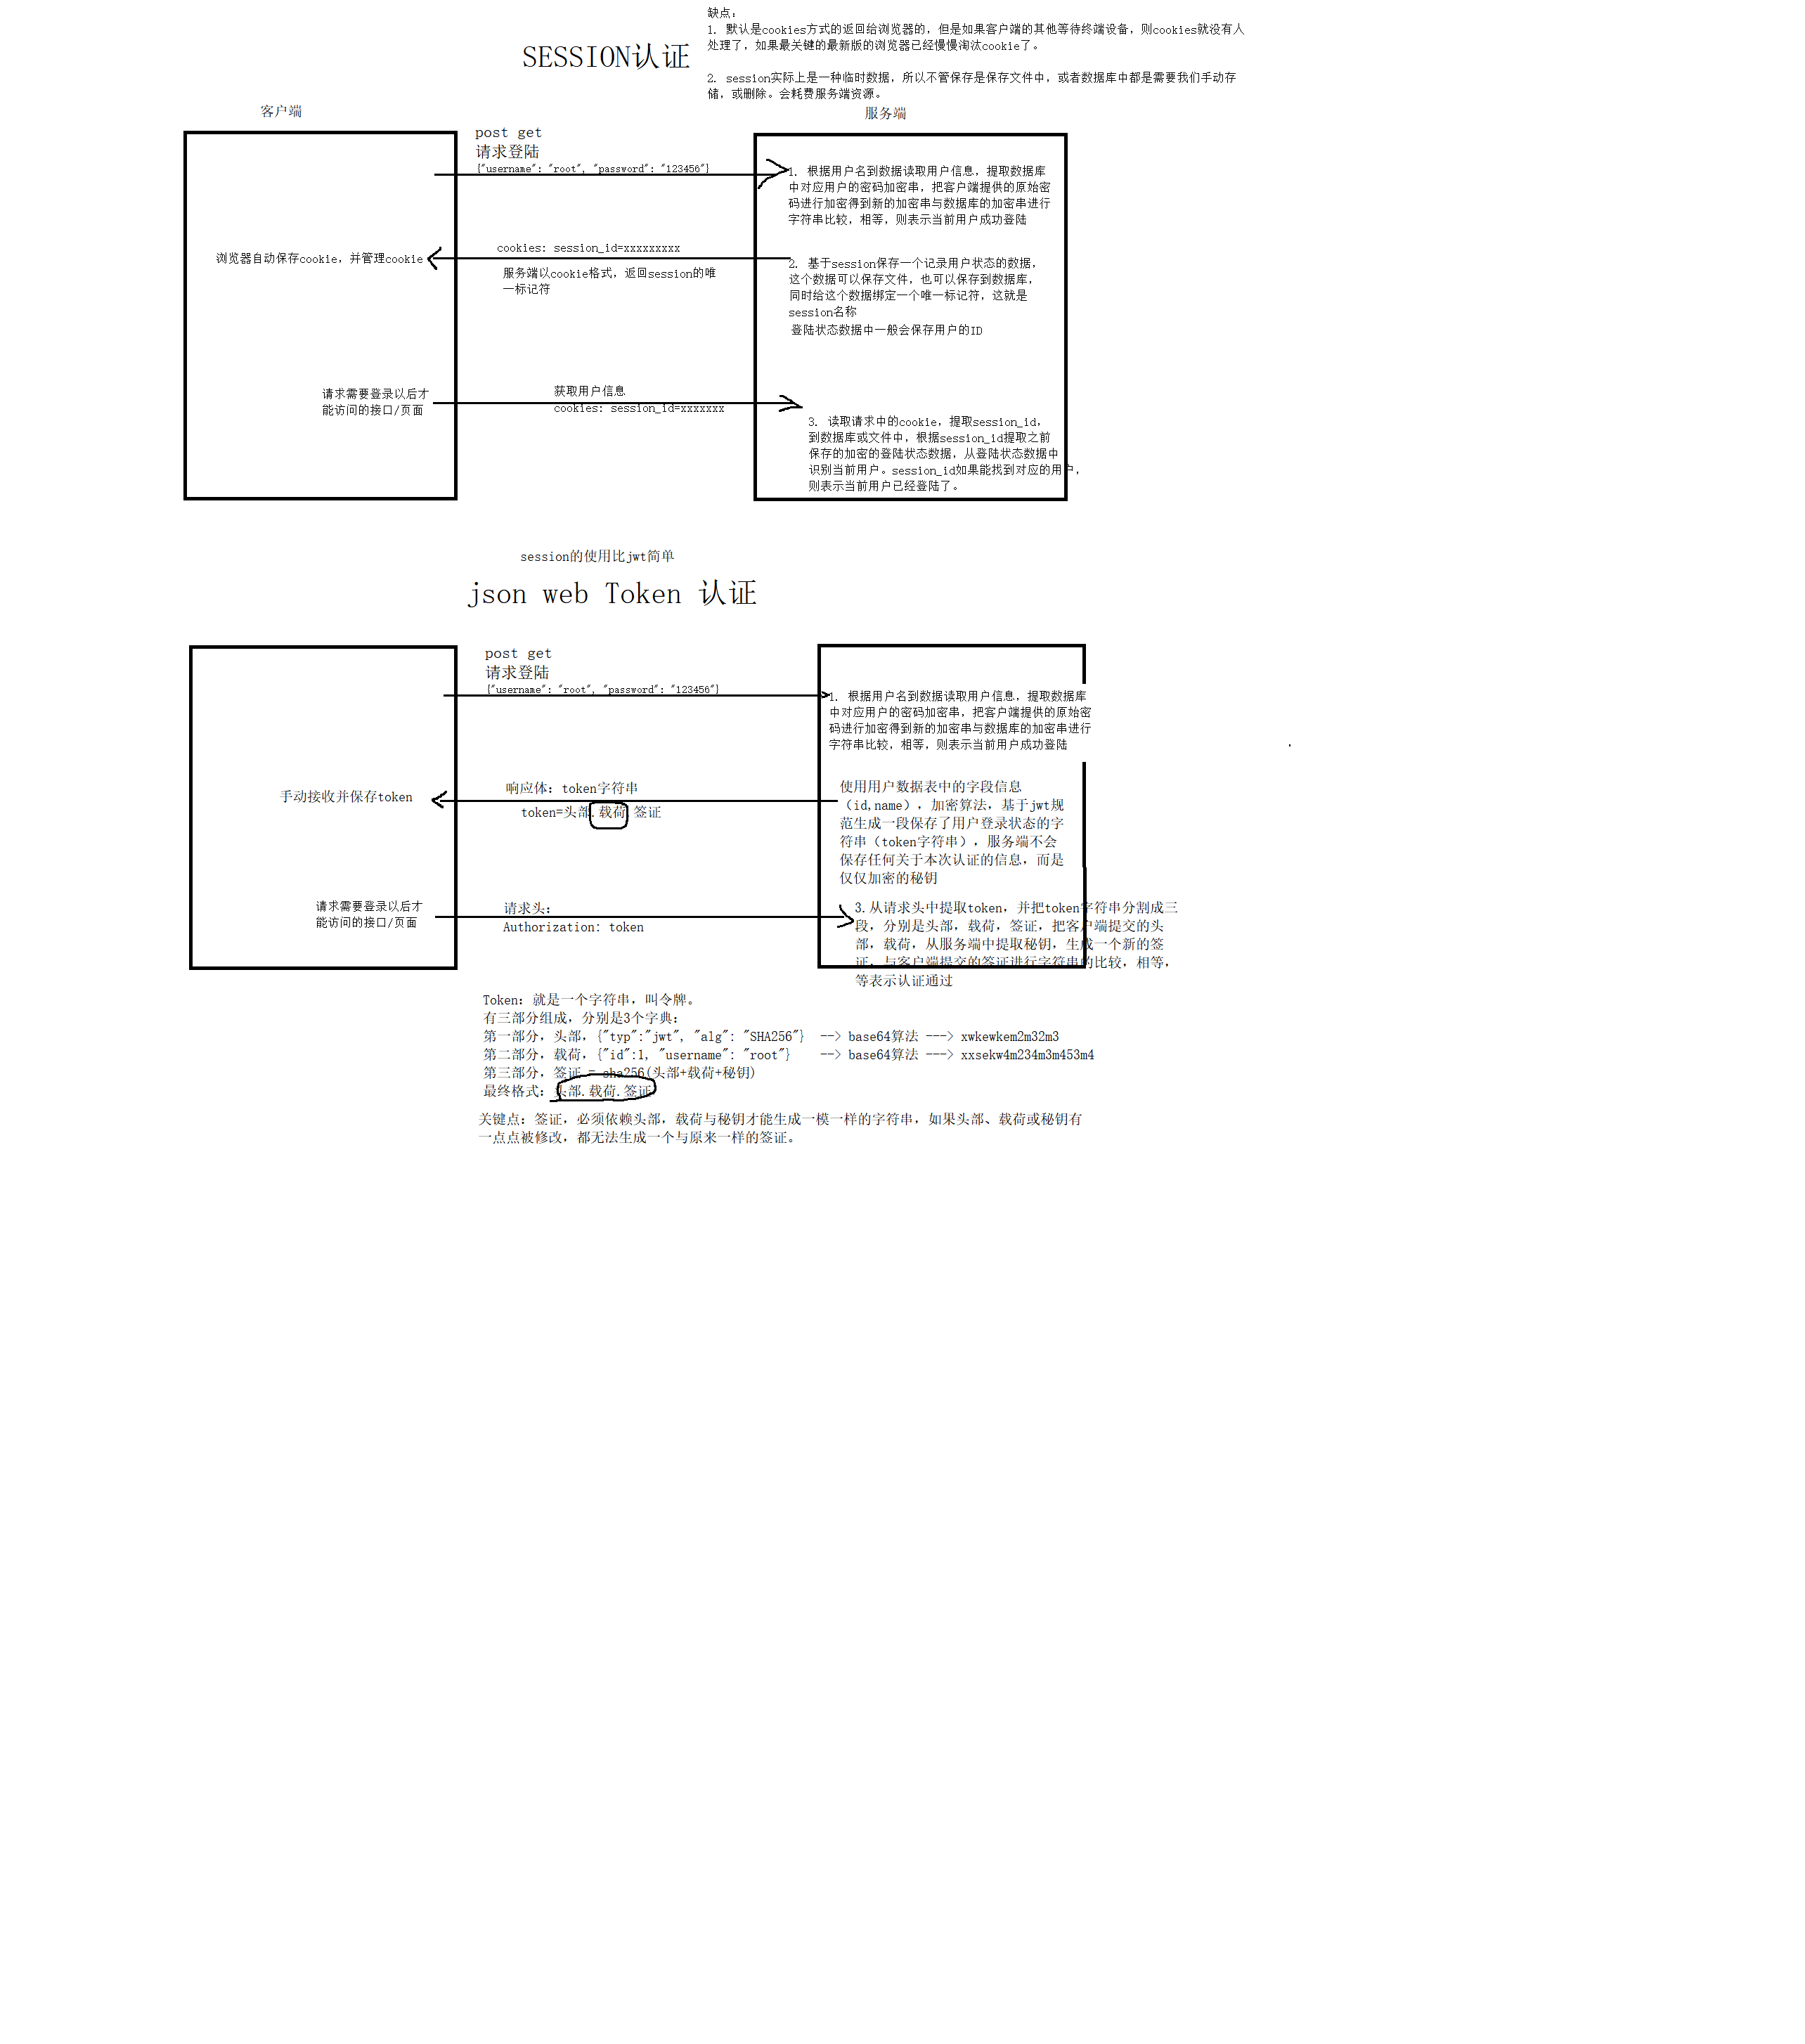 缺点：
1. 默认是cookies方式的返回给浏览器的，但是如果客户端的其他等待终端设备，则cookies就没有人
处理了，如果最关键的最新版的浏览器已经慢慢淘汰cookie了。
2. session实际上是一种临时数据，所以不管保存是保存文件中，或者数据库中都是需要我们手动存
储，或删除。会耗费服务端资源。
SESSION认证
客户端
服务端
post get
请求登陆
{"username": "root", "password": "123456"}
1. 根据用户名到数据读取用户信息，提取数据库
中对应用户的密码加密串，把客户端提供的原始密
码进行加密得到新的加密串与数据库的加密串进行
字符串比较，相等，则表示当前用户成功登陆
浏览器自动保存cookie，并管理cookie
cookies: session_id=xxxxxxxxx
服务端以cookie格式，返回session的唯
一标记符
2. 基于session保存一个记录用户状态的数据，
这个数据可以保存文件，也可以保存到数据库，
同时给这个数据绑定一个唯一标记符，这就是
session名称
登陆状态数据中一般会保存用户的ID
请求需要登录以后才
能访问的接口/页面
获取用户信息
cookies: session_id=xxxxxxx
3. 读取请求中的cookie，提取session_id，
到数据库或文件中，根据session_id提取之前
保存的加密的登陆状态数据，从登陆状态数据中
识别当前用户。session_id如果能找到对应的用户，
则表示当前用户已经登陆了。
session的使用比jwt简单
json web Token 认证
post get
请求登陆
{"username": "root", "password": "123456"}
1. 根据用户名到数据读取用户信息，提取数据库
中对应用户的密码加密串，把客户端提供的原始密
码进行加密得到新的加密串与数据库的加密串进行
字符串比较，相等，则表示当前用户成功登陆
手动接收并保存token
响应体：token字符串
token=头部.载荷.签证
使用用户数据表中的字段信息
（id,name），加密算法，基于jwt规
范生成一段保存了用户登录状态的字
符串（token字符串），服务端不会
保存任何关于本次认证的信息，而是
仅仅加密的秘钥
请求需要登录以后才
能访问的接口/页面
请求头：
Authorization: token
3.从请求头中提取token，并把token字符串分割成三
段，分别是头部，载荷，签证，把客户端提交的头
部，载荷，从服务端中提取秘钥，生成一个新的签
证，与客户端提交的签证进行字符串的比较，相等，
等表示认证通过
Token：就是一个字符串，叫令牌。
有三部分组成，分别是3个字典：
第一部分，头部，{"typ":"jwt", "alg": "SHA256"} --> base64算法 ---> xwkewkem2m32m3
第二部分，载荷，{"id":1, "username": "root"} --> base64算法 ---> xxsekw4m234m3m453m4
第三部分，签证 = sha256(头部+载荷+秘钥)
最终格式：头部.载荷.签证
关键点：签证，必须依赖头部，载荷与秘钥才能生成一模一样的字符串，如果头部、载荷或秘钥有
一点点被修改，都无法生成一个与原来一样的签证。